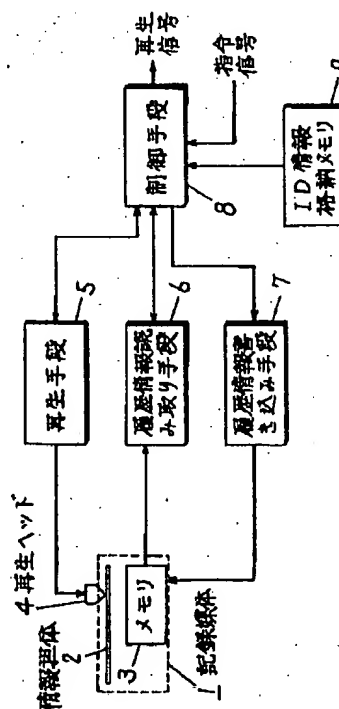 4 再生ヘッド
情報担体
2
3
メモリ
1 記録媒体
5
再生手段
6
履歴情報読
み取り手段
7
履歴情報書
き込み手段
制御手段
8
再生
信号
指令
信号
ID情報
格納メモリ
9